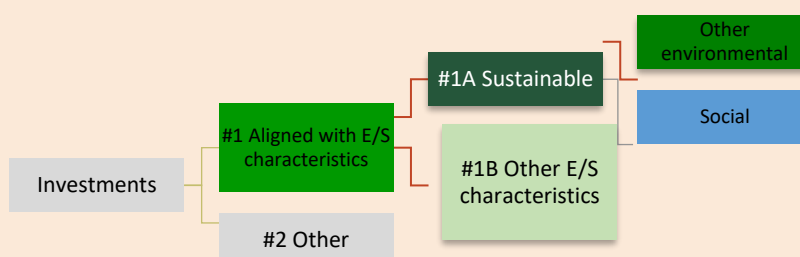 Other
environmental
#1A Sustainable
Social
#1 Aligned with E/S
characteristics
#1B Other E/S
characteristics
Investments
#2 Other